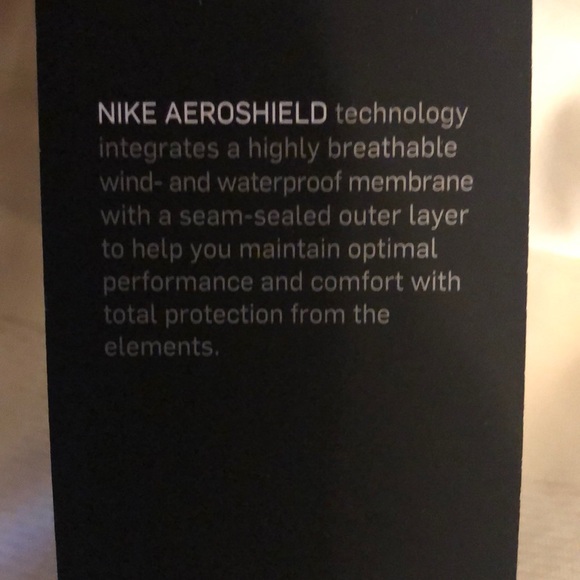 NIKE AEROSHIELD technology
integrates a highly breathable
wind- and waterproof membrane
with a seam-sealed outer layer
to help you maintain optimal
performance and comfort with
total protection from the
elements.